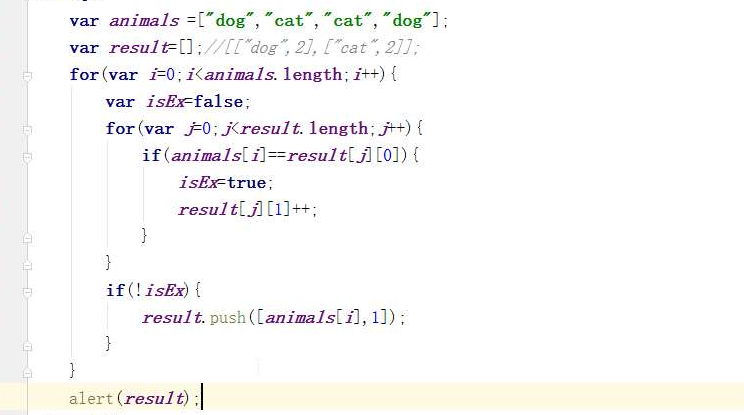 var animals =["dog","cat","cat","dog"];
var result=[];//[["dog",2],["cat",2]];
for(var i=0;i<animals.length;i++){
var isEx=false;
for(var j=0;j<result.length;j++){
if(animals[i]==result[j][0]){
isEx=true;
result[j][1]++;
}
}
if(!isEx){
result.push([animals[i],1]);
}
}
alert(result);